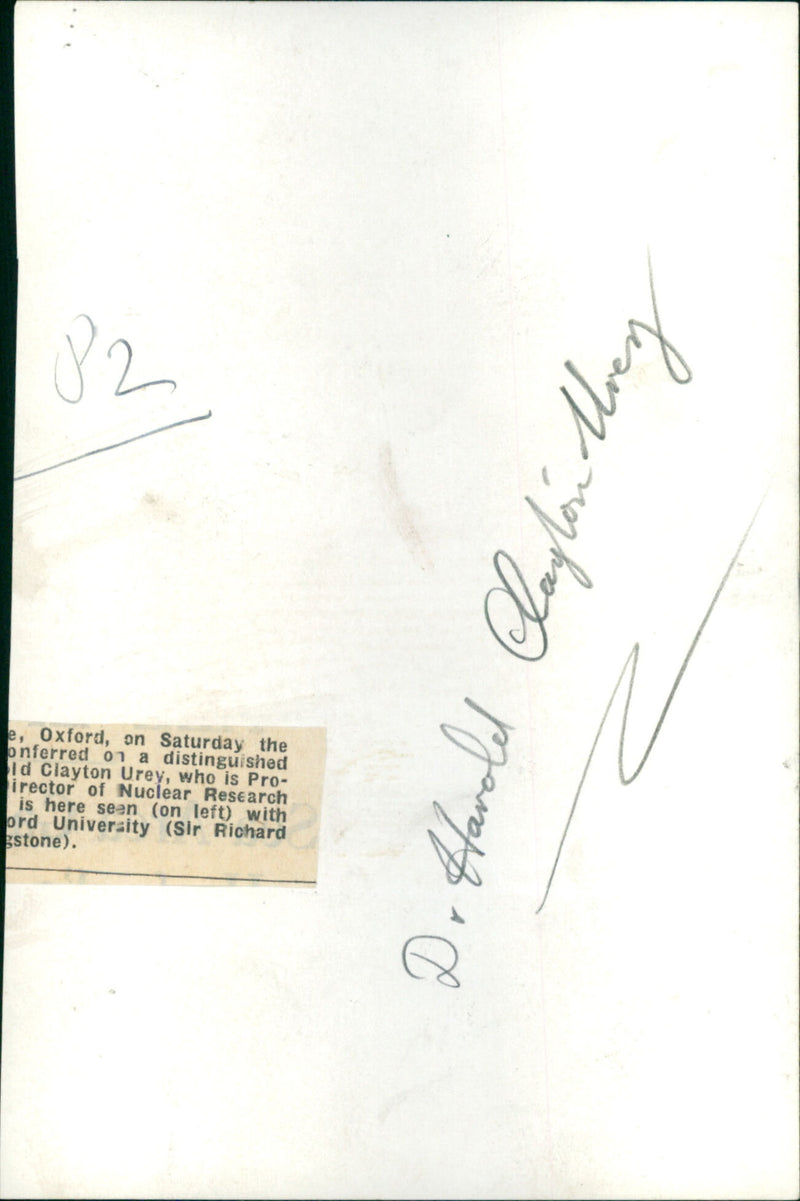 P2
Dr Harold Clayton Urey
e, Oxford, on Saturday the
onferred on a distinguished
old Clayton Urey, who is Pro-
irector of Nuclear Research
is here seen (on left) with
ord University (Sir Richard
gstone).